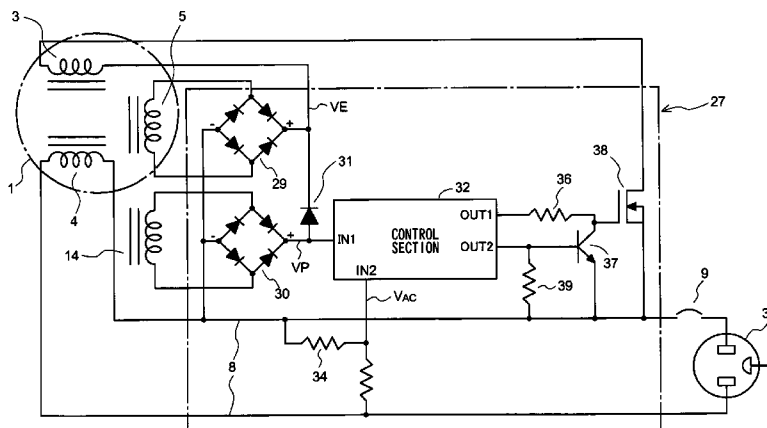 3
5
27
VE
38
+
-
29
31
32
36
1
4
OUT1
CONTROL
SECTION
OUT2
37
14
+
-
IN1
VP
IN2
30
39
9
VAC
3
8
34